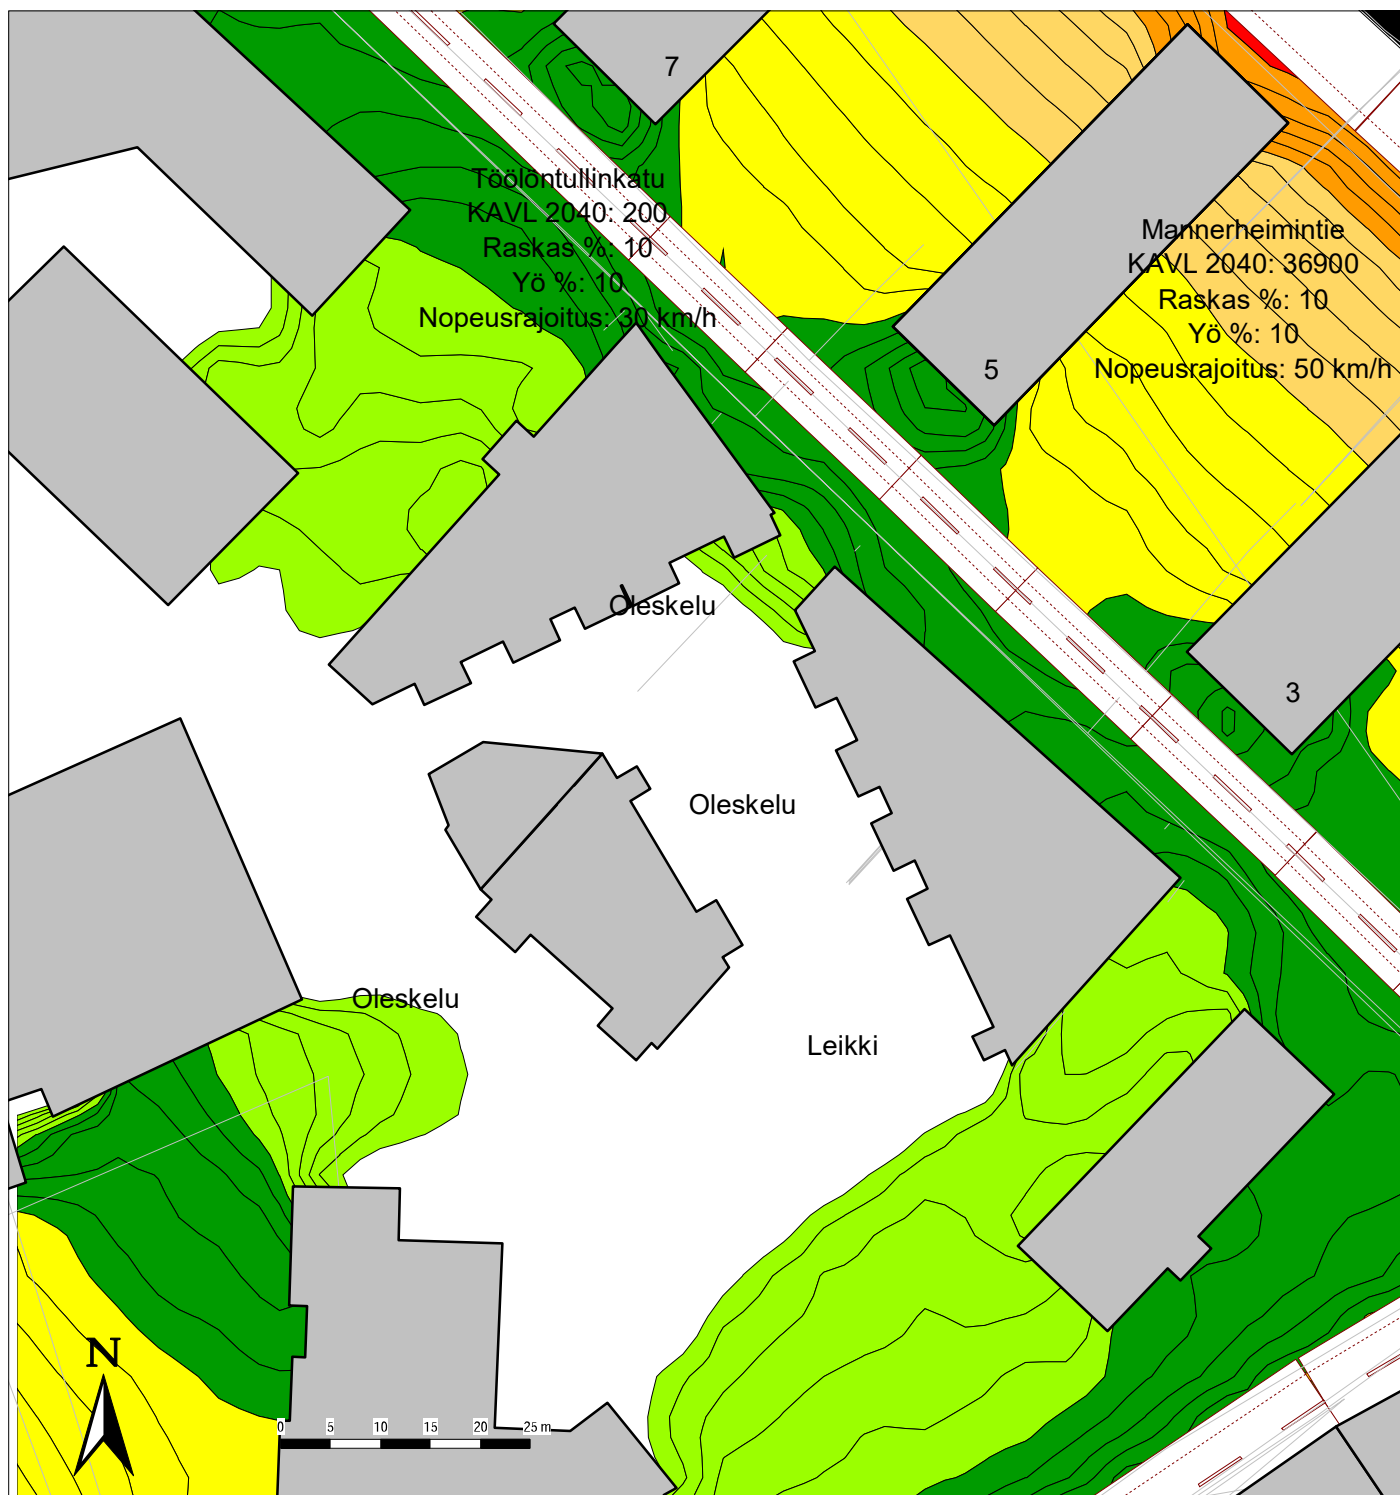 7
Töölöntullinkatu
KAVL 2040: 200
Raskas %: 10
Yö %: 10
Nopeusrajoitus: 30 km/h
Mannerheimintie
KAVL 2040: 36900
Raskas %: 10
Yö %: 10
Nopeusrajoitus: 50 km/h
5
Oleskelu
3
Oleskelu
Oleskelu
Leikki
N
0 5 10 15 20 25 m